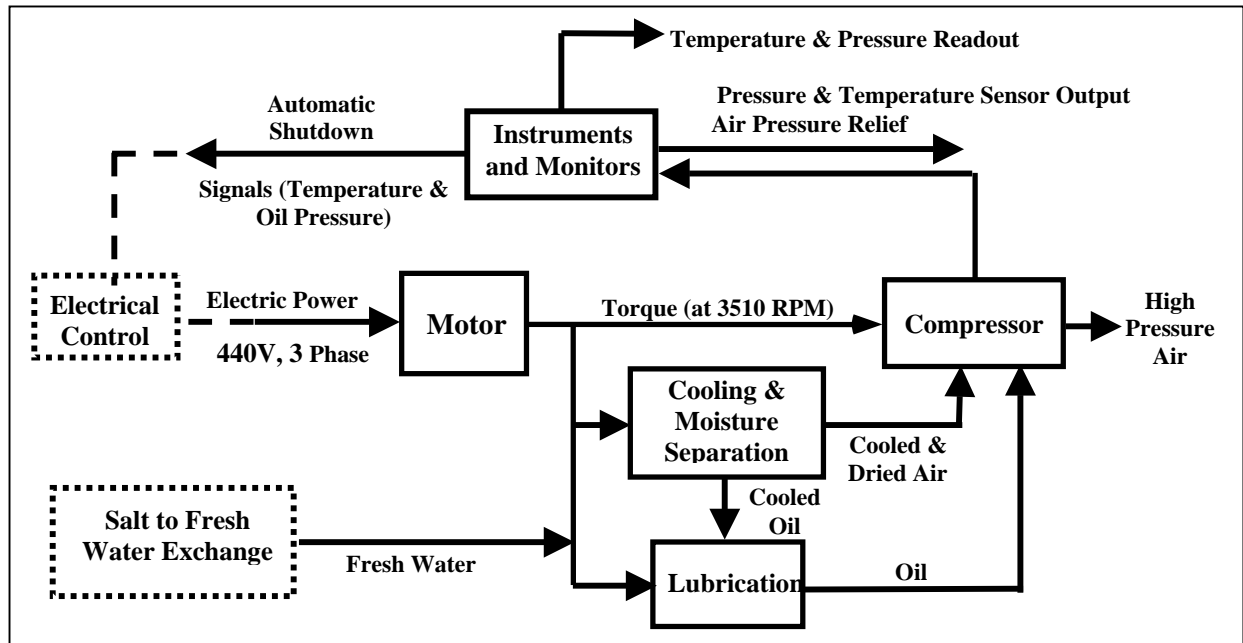 Temperature & Pressure Readout
Pressure & Temperature Sensor Output
Air Pressure Relief
Automatic
Shutdown
Instruments
and Monitors
Signals (Temperature &
Oil Pressure)
Electrical
Control
Electric Power
440V, 3 Phase
Motor
Torque (at 3510 RPM)
Compressor
High
Pressure
Air
Cooling &
Moisture
Separation
Cooled &
Dried Air
Cooled
Oil
Salt to Fresh
Water Exchange
Fresh Water
Lubrication
Oil